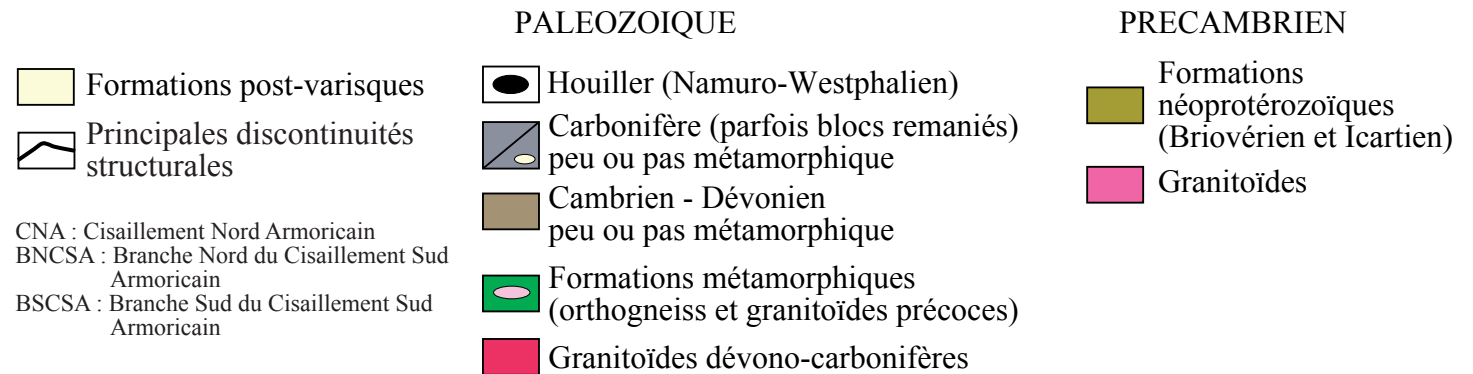 PALEOZOIQUE
PRECAMBRIEN
Formations post-varisques
Principales discontinuités
structurales
CNA : Cisaillement Nord Armoricain
BNCSA : Branche Nord du Cisaillement Sud
Armoricain
BSCSA : Branche Sud du Cisaillement Sud
Armoricain
Houiller (Namuro-Westphalien)
Carbonifère (parfois blocs remaniés)
peu ou pas métamorphique
Cambrien - Dévonien
peu ou pas métamorphique
Formations métamorphiques
(orthogneiss et granitoïdes précoces)
Granitoïdes dévono-carbonifères
Formations
néoprotérozoïques
(Briovérien et Icartien)
Granitoïdes